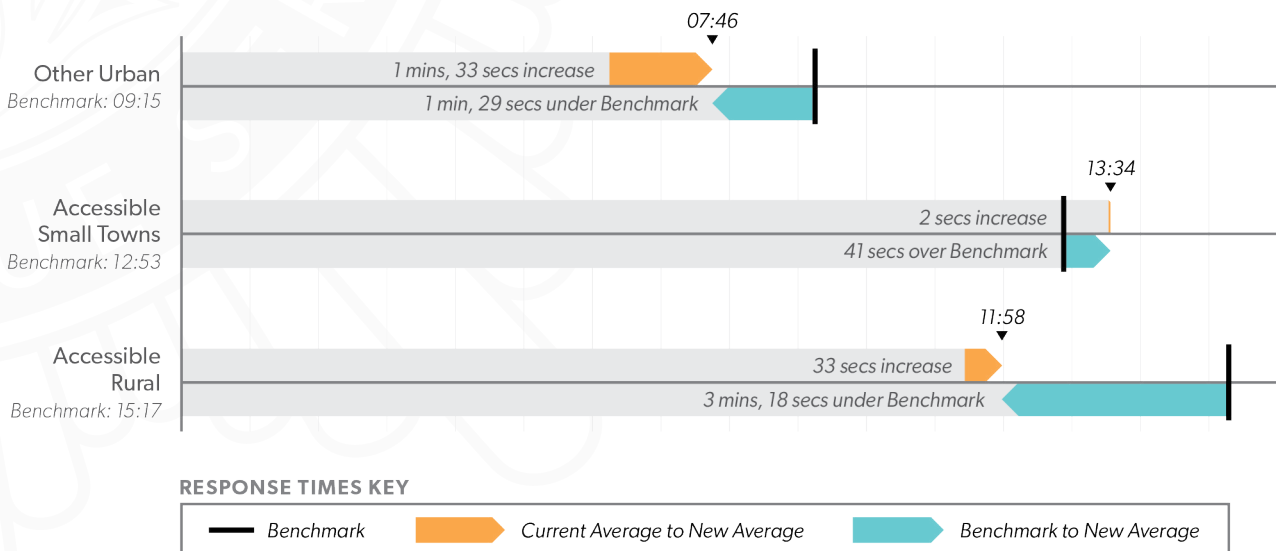 07:46
Other Urban
Benchmark: 09:15
1 mins, 33 secs increase
1 min, 29 secs under Benchmark
13:34
Accessible
Small Towns
Benchmark: 12:53
2 secs increase
41 secs over Benchmark
11:58
Accessible
Rural
Benchmark: 15:17
33 secs increase
3 mins, 18 secs under Benchmark
RESPONSE TIMES KEY
Benchmark
Current Average to New Average
Benchmark to New Average